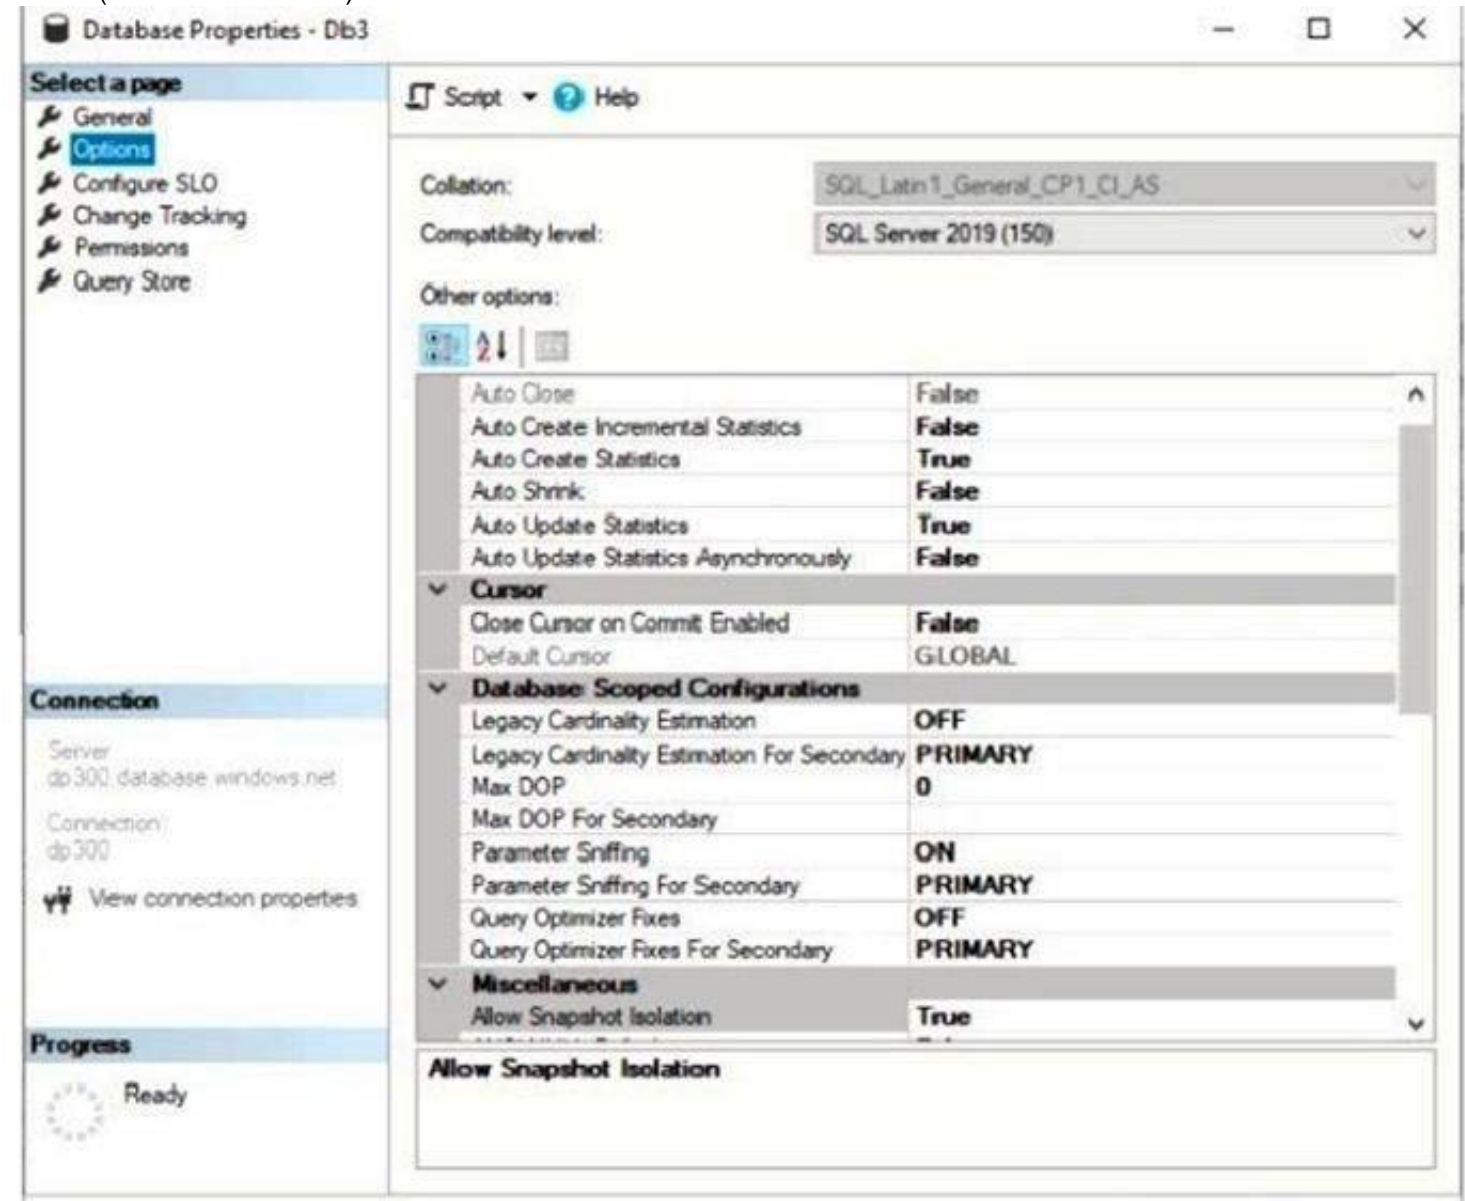 Database Properties - Db3
Select a page
General
Options
Configure SLO
Change Tracking
Permissions
Query Store
Script
Help
Collation:
SQL_Latin1_General_CP1_CI_AS
Compatibility level:
SQL Server 2019 (150)
Other options:
Auto Close False
Auto Create Incremental Statistics False
Auto Create Statistics True
Auto Shrink False
Auto Update Statistics True
Auto Update Statistics Asynchronously False
Cursor
Close Cursor on Commit Enabled False
Default Cursor GLOBAL
Database Scoped Configurations
Legacy Cardinality Estimation OFF
Legacy Cardinality Estimation For Secondary PRIMARY
Max DOP 0
Max DOP For Secondary
Parameter Sniffing ON
Parameter Sniffing For Secondary PRIMARY
Query Optimizer Fixes OFF
Query Optimizer Fixes For Secondary PRIMARY
Miscellaneous
Allow Snapshot Isolation True
Allow Snapshot Isolation
Connection
Server
dp300.database.windows.net
Connection:
dp300
View connection properties
Progress
Ready